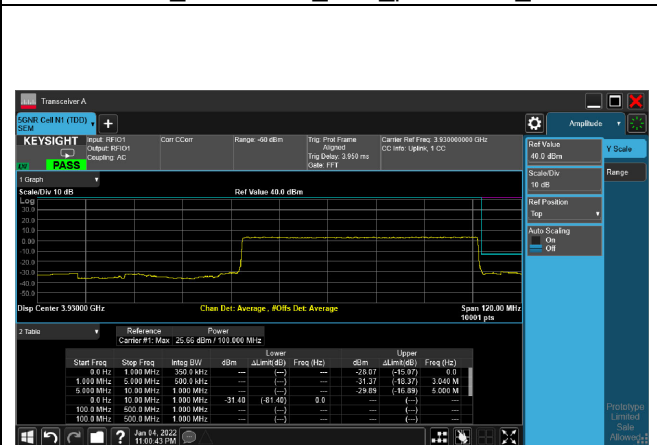 Transceiver A
5GNR Cell N1 (TDD)
SEM
+
Amplitude
KEYSIGHT Input: RFIO1 Corr CCorr Range: -60 dBm Trig: Prot Frame Carrier Ref Freq: 3.930000000 GHz
Output: RFIO1 Aligned CC Info: Uplink, 1 CC
Coupling: AC Trig Delay: 3.950 ms
PASS Gate: FFT
Ref Value
40.0 dBm
Y Scale
Scale/Div
10 dB
Range
Ref Position
Top
Auto Scaling
On
Off
1 Graph
Scale/Div 10 dB Ref Value 40.0 dBm
Log
30.0
20.0
10.0
0.00
-10.0
-20.0
-30.0
-40.0
-50.0
Disp Center 3.93000 GHz Chan Det: Average , #Offs Det: Average Span 120.00 MHz
10001 pts
2 Table Reference Power
Carrier #1: Max 25.66 dBm / 100.000 MHz
Lower Upper
Start Freq Stop Freq Integ BW dBm ΔLimit(dB) Freq (Hz) dBm ΔLimit(dB) Freq (Hz)
0.0 Hz 1.000 MHz 350.0 kHz --- (---) --- -28.07 (-15.07) 0.0
1.000 MHz 5.000 MHz 500.0 kHz --- (---) --- -31.37 (-18.37) 3.040 M
5.000 MHz 10.00 MHz 1.000 MHz --- (---) --- -29.89 (-16.89) 5.000 M
0.0 Hz 10.00 MHz 1.000 MHz -31.40 (-81.40) 0.0 --- (---) ---
100.0 MHz 500.0 MHz 1.000 MHz --- (---) --- --- (---) ---
100.0 MHz 500.0 MHz 1.000 MHz --- (---) --- --- (---) ---
Prototype
Limited
Sale
Allowed
? Jan 04, 2022
11:00:43 PM